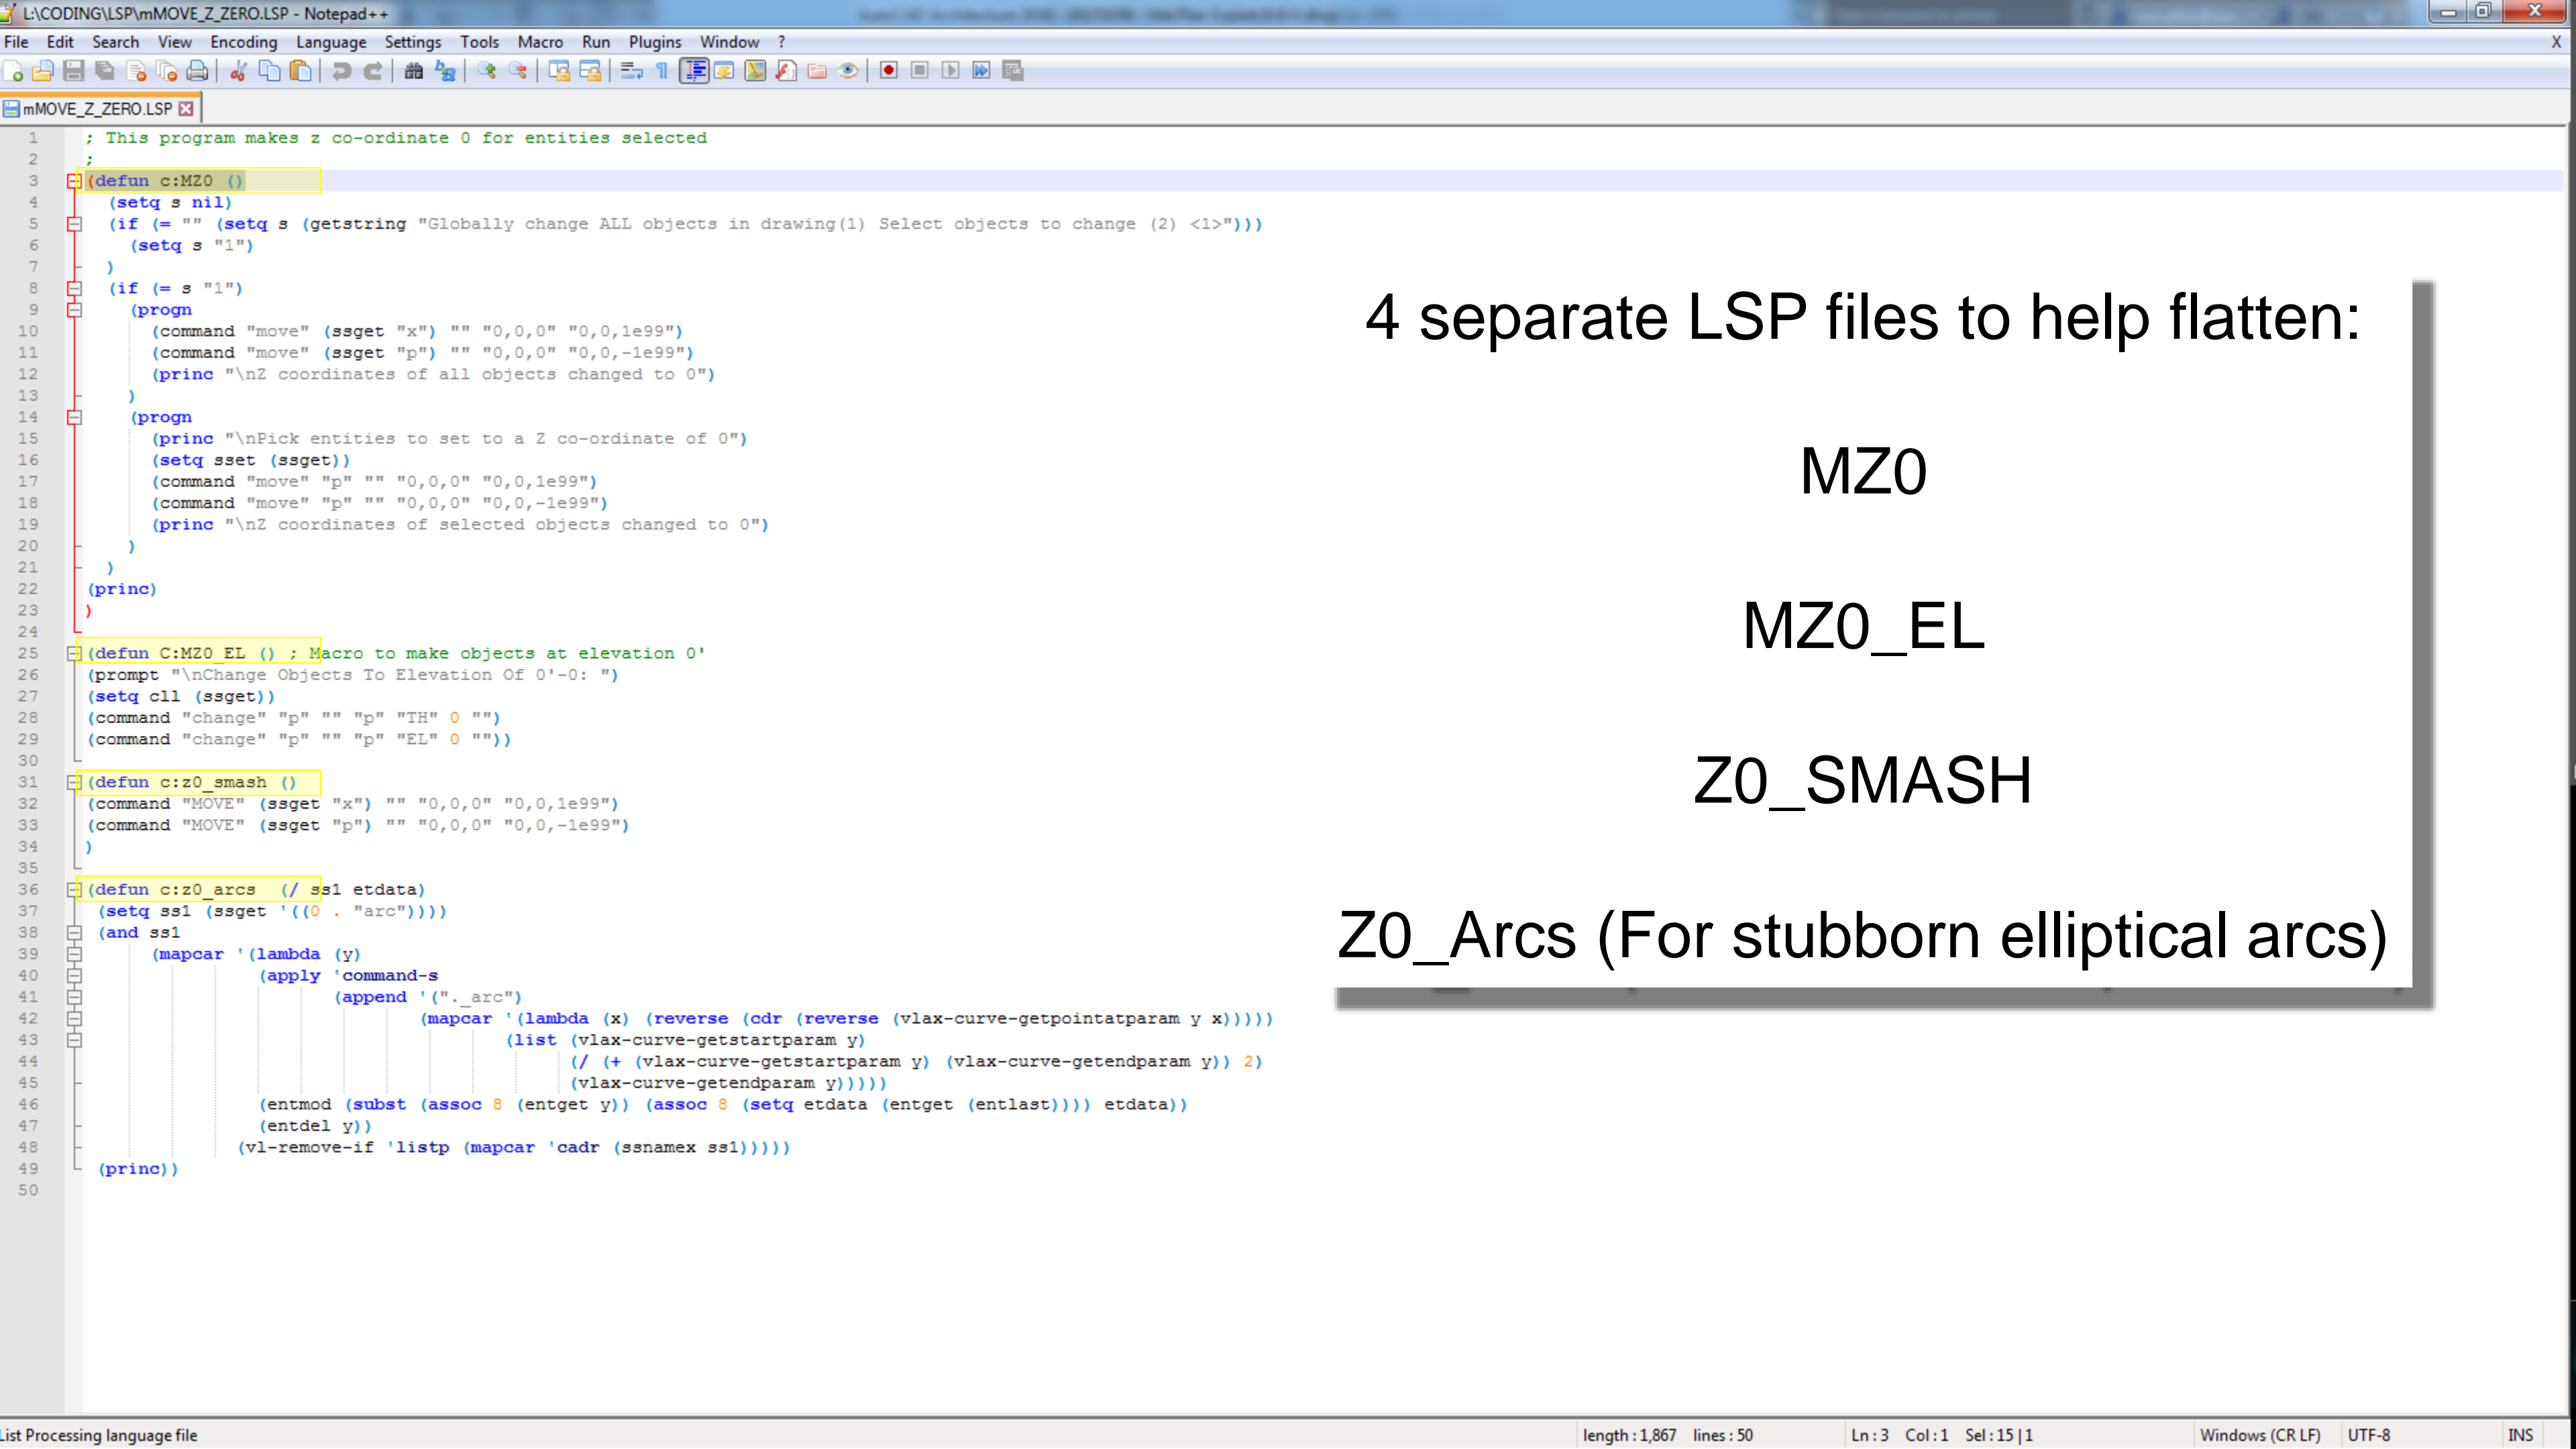 L:\CODING\LSP\mMOVE_Z_ZERO.LSP - Notepad++
File Edit Search View Encoding Language Settings Tools Macro Run Plugins Window ?
X
mMOVE_Z_ZERO.LSP
1 ; This program makes z co-ordinate 0 for entities selected
2 ;
3 (defun c:MZ0 ()
4 (setq s nil)
5 (if (= "" (setq s (getstring "Globally change ALL objects in drawing(1) Select objects to change (2) <1>")))
6 (setq s "1")
7 )
8 (if (= s "1")
9 (progn
10 (command "move" (ssget "x") "" "0,0,0" "0,0,1e99")
11 (command "move" (ssget "p") "" "0,0,0" "0,0,-1e99")
12 (princ "\nZ coordinates of all objects changed to 0")
13 )
14 (progn
15 (princ "\nPick entities to set to a Z co-ordinate of 0")
16 (setq sset (ssget))
17 (command "move" "p" "" "0,0,0" "0,0,1e99")
18 (command "move" "p" "" "0,0,0" "0,0,-1e99")
19 (princ "\nZ coordinates of selected objects changed to 0")
20 )
21 )
22 (princ)
23 )
24
25 (defun C:MZ0_EL () ; Macro to make objects at elevation 0'
26 (prompt "\nChange Objects To Elevation Of 0'-0: ")
27 (setq cll (ssget))
28 (command "change" "p" "" "p" "TH" 0 "")
29 (command "change" "p" "" "p" "EL" 0 ""))
30
31 (defun c:z0_smash ()
32 (command "MOVE" (ssget "x") "" "0,0,0" "0,0,1e99")
33 (command "MOVE" (ssget "p") "" "0,0,0" "0,0,-1e99")
34 )
35
36 (defun c:z0_arcs (/ ss1 etdata)
37 (setq ss1 (ssget '((0 . "arc"))))
38 (and ss1
39 (mapcar '(lambda (y)
40 (apply 'command-s
41 (append '("._arc")
42 (mapcar '(lambda (x) (reverse (cdr (reverse (vlax-curve-getpointatparam y x)))))
43 (list (vlax-curve-getstartparam y)
44 (/ (+ (vlax-curve-getstartparam y) (vlax-curve-getendparam y)) 2)
45 (vlax-curve-getendparam y)))))
46 (entmod (subst (assoc 8 (entget y)) (assoc 8 (setq etdata (entget (entlast)))) etdata))
47 (entdel y))
48 (vl-remove-if 'listp (mapcar 'cadr (ssnamex ss1)))))
49 (princ))
50
4 separate LSP files to help flatten:
MZ0
MZ0_EL
Z0_SMASH
Z0_Arcs (For stubborn elliptical arcs)
List Processing language file length : 1,867 lines : 50 Ln : 3 Col : 1 Sel : 15 | 1 Windows (CR LF) UTF-8 INS